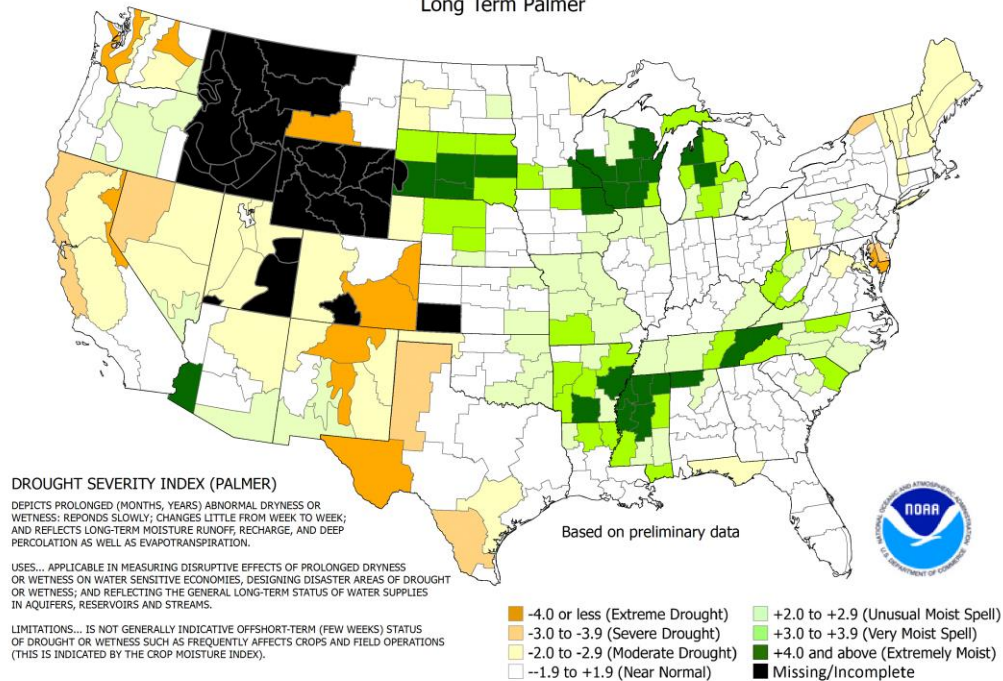 Long Term Palmer
DROUGHT SEVERITY INDEX (PALMER)
DEPICTS PROLONGED (MONTHS, YEARS) ABNORMAL DRYNESS OR
WETNESS: REPONDS SLOWLY; CHANGES LITTLE FROM WEEK TO WEEK;
AND REFLECTS LONG-TERM MOISTURE RUNOFF, RECHARGE, AND DEEP
PERCOLATION AS WELL AS EVAPOTRANSPIRATION.
USES... APPLICABLE IN MEASURING DISRUPTIVE EFFECTS OF PROLONGED DRYNESS
OR WETNESS ON WATER SENSITIVE ECONOMIES, DESIGNING DISASTER AREAS OF DROUGHT
OR WETNESS; AND REFLECTING THE GENERAL LONG-TERM STATUS OF WATER SUPPLIES
IN AQUIFERS, RESERVOIRS AND STREAMS.
LIMITATIONS... IS NOT GENERALLY INDICATIVE OFFSHORT-TERM (FEW WEEKS) STATUS
OF DROUGHT OR WETNESS SUCH AS FREQUENTLY AFFECTS CROPS AND FIELD OPERATIONS
(THIS IS INDICATED BY THE CROP MOISTURE INDEX).
Based on preliminary data
NATIONAL OCEANIC AND ATMOSPHERIC ADMINISTRATION
NOAA
U.S. DEPARTMENT OF COMMERCE
-4.0 or less (Extreme Drought)
-3.0 to -3.9 (Severe Drought)
-2.0 to -2.9 (Moderate Drought)
--1.9 to +1.9 (Near Normal)
+2.0 to +2.9 (Unusual Moist Spell)
+3.0 to +3.9 (Very Moist Spell)
+4.0 and above (Extremely Moist)
Missing/Incomplete